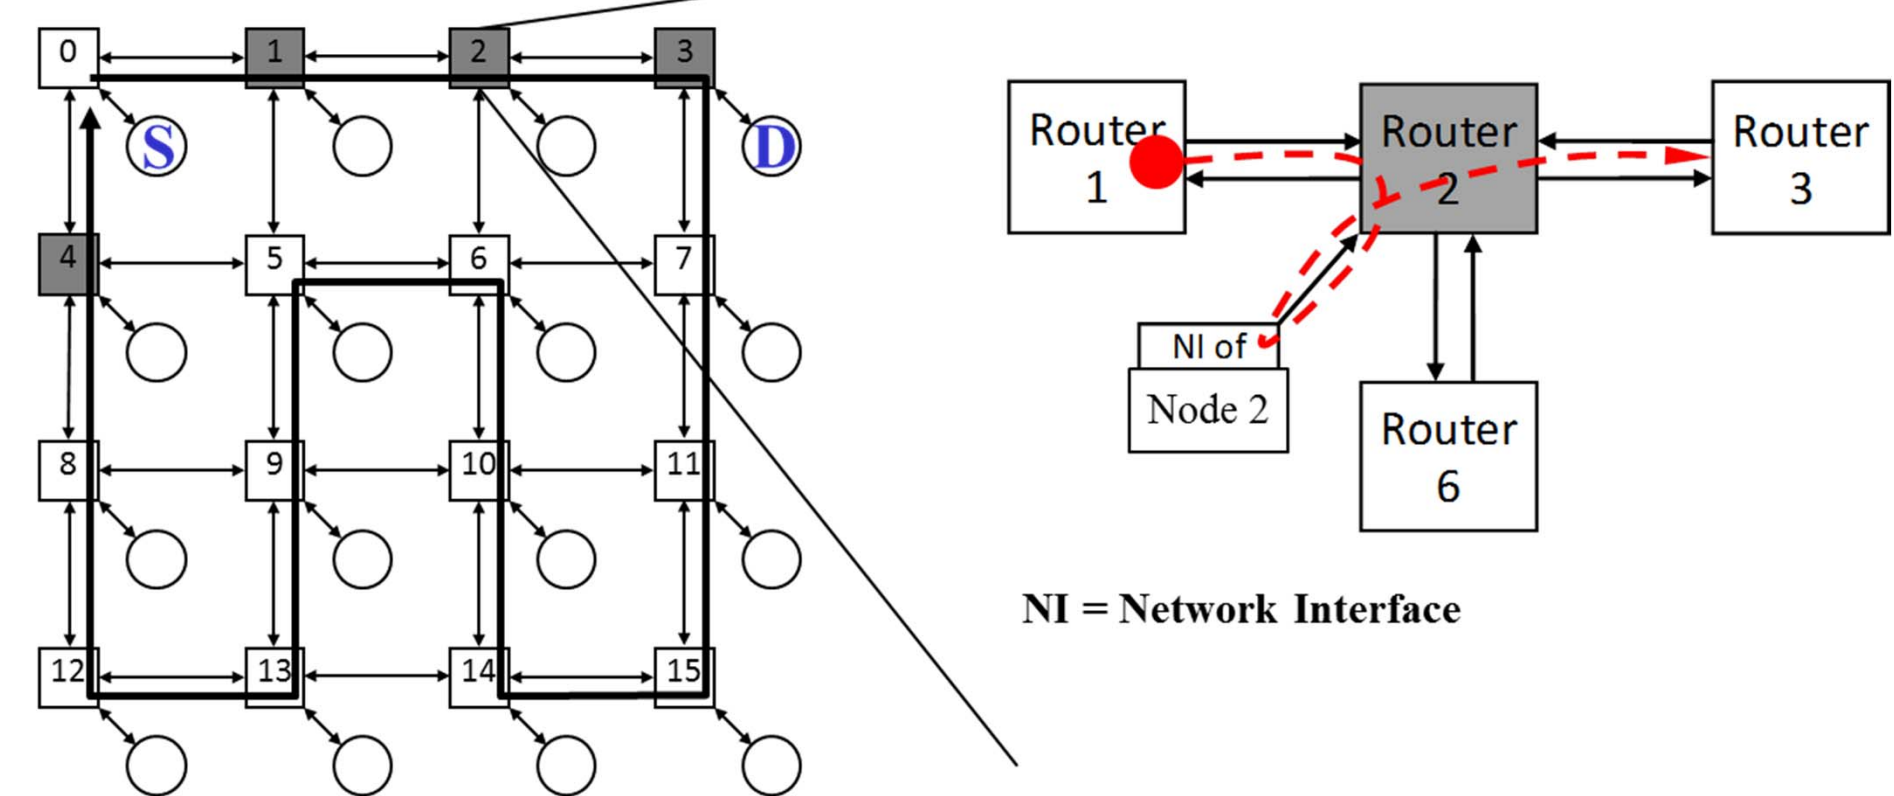 0 1 2 3
S D
4 5 6 7
8 9 10 11
12 13 14 15
Router
1
Router
2
Router
3
NI of
Node 2
Router
6
NI = Network Interface